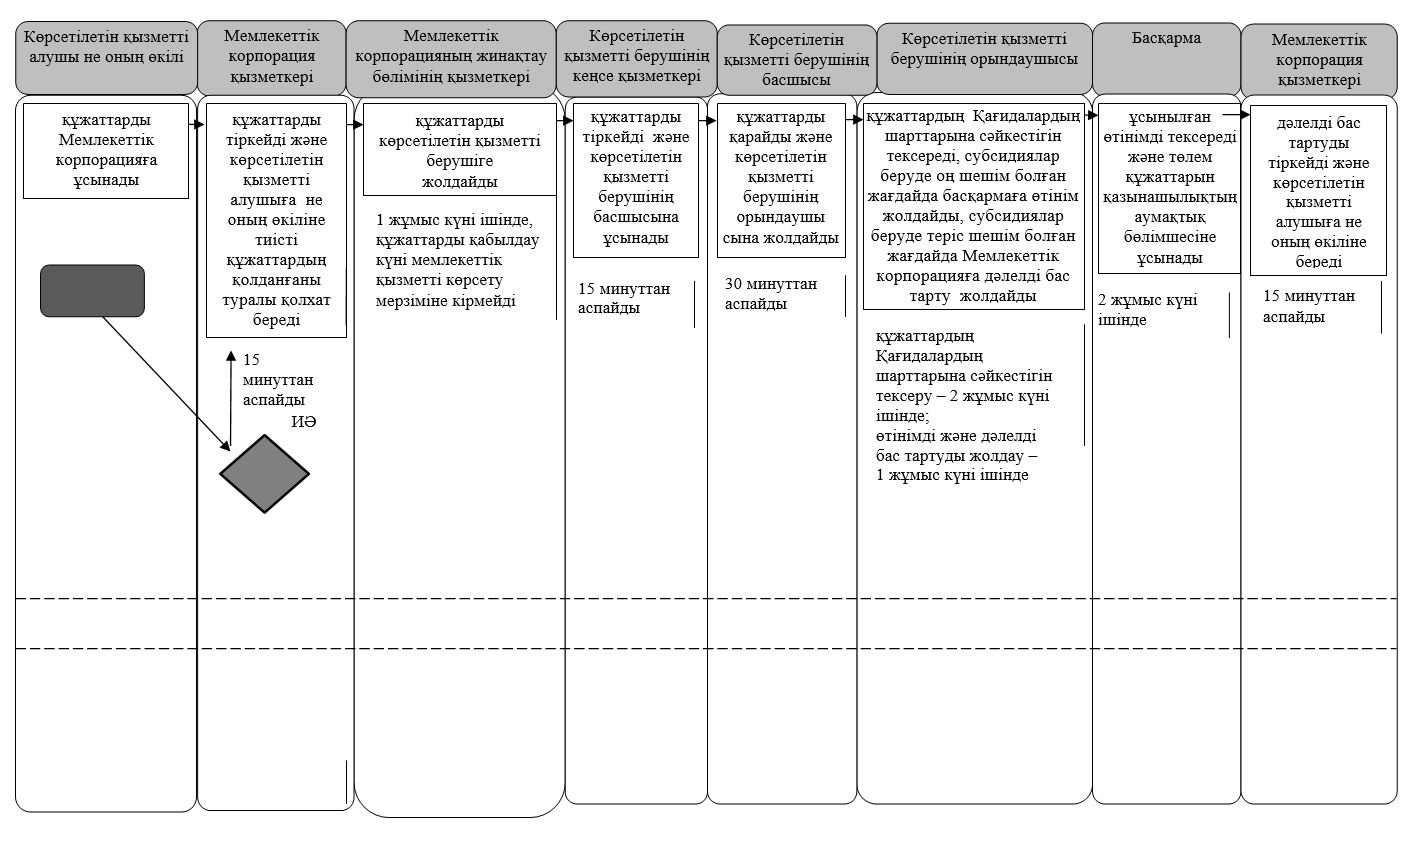 Көрсетілетін қызметті
алушы не оның өкілі
Мемлекеттік
корпорация
қызметкері
Мемлекеттік
корпорацияның жинақтау
бөлімінің қызметкері
Көрсетілетін
қызметті берушінің
кеңсе қызметкері
Көрсетілетін
қызметті берушінің
басшысы
Көрсетілетін қызметті
берушінің орындаушысы
Басқарма
Мемлекеттік
корпорация
қызметкері
құжаттарды
Мемлекеттік
корпорацияға
ұсынады
құжаттарды
тіркейді және
көрсетілетін
қызметті
алушыға не
оның өкіліне
тиісті
құжаттардың
қолданғаны
туралы қолхат
береді
15
минуттан
аспайды
ИӘ
құжаттарды
көрсетілетін қызметті
берушіге
жолдайды
1 жұмыс күні ішінде,
құжаттарды қабылдау
күні мемлекеттік
қызметті көрсету
мерзіміне кірмейді
құжаттарды
тіркейді және
көрсетілетін
қызметті
берушінің
басшысына
ұсынады
15 минуттан
аспайды
құжаттарды
қарайды және
көрсетілетін
қызметті
берушінің
орындаушы
сына жолдайды
30 минуттан
аспайды
құжаттардың Қағидалардың
шарттарына сәйкестігін
тексереді, субсидиялар
беруде оң шешім болған
жағдайда басқармаға өтінім
жолдайды, субсидиялар
беруде теріс шешім болған
жағдайда Мемлекеттік
корпорацияға дәлелді бас
тарту жолдайды
құжаттардың
Қағидалардың
шарттарына сәйкестігін
тексеру – 2 жұмыс күні
ішінде;
өтінімді және дәлелді
бас тартуды жолдау –
1 жұмыс күні ішінде
ұсынылған
өтінімді тексереді
және төлем
құжаттарын
қазынашылықтың
аумақтық
бөлімшесіне
ұсынады
2 жұмыс күні
ішінде
дәлелді бас
тартуды
тіркейді және
көрсетілетін
қызметті
алушыға не
оның өкіліне
береді
15 минуттан
аспайды